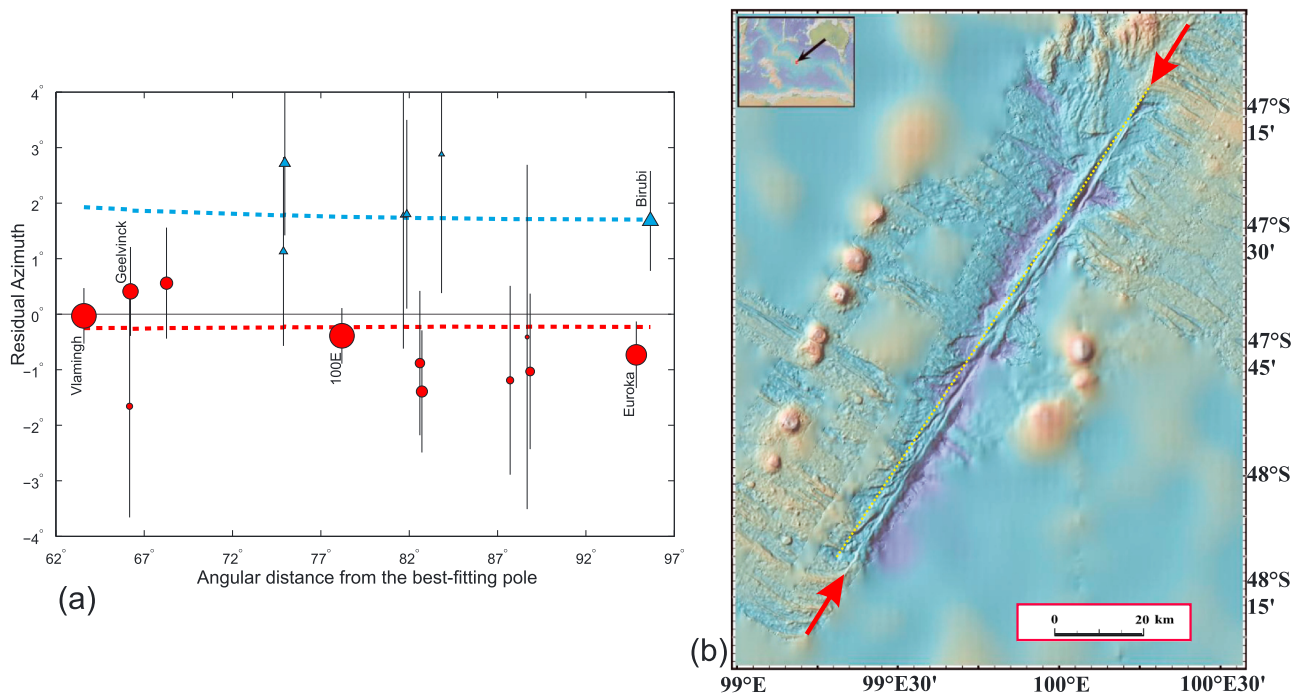 4°
3°
2°
1°
0°
−1°
−2°
−3°
−4°
Residual Azimuth
Vlamingh
Geelvinck
100E
Euroka
Birubi
62°
67°
72°
77°
82°
87°
92°
97°
Angular distance from the best-fitting pole
(a)
47°S
15'
47°S
30'
47°S
45'
48°S
48°S
15'
0
20 km
(b)
99°E
99°E30'
100°E
100°E30'